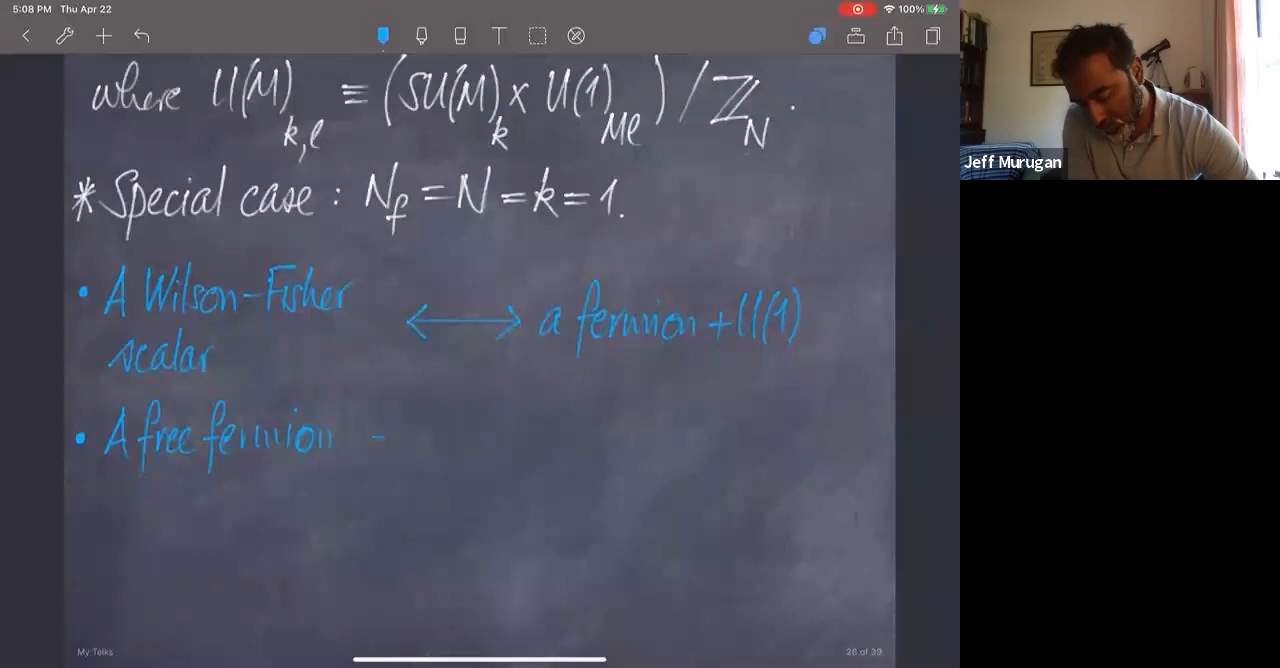 5:08 PM Thu Apr 22
100%
where U(M)k,l ≡ (SU(M)k × U(1)Ml) / ZN .
* Special case : Nf = N = k = 1.
• A Wilson-Fisher scalar ⟷ a fermion + U(1)
• A free fermion -
Jeff Murugan
My Talks
28 of 39